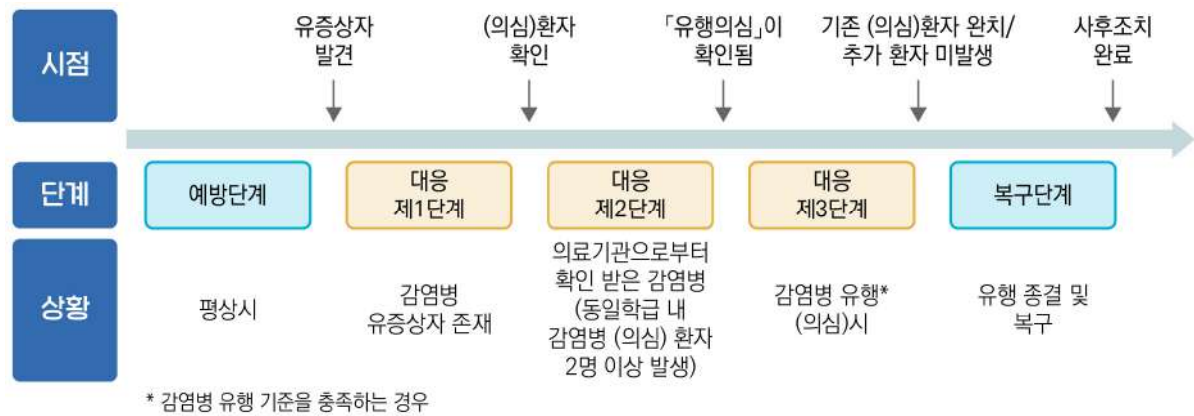 시점
유증상자
발견
(의심)환자
확인
「유행의심」이
확인됨
기존 (의심)환자 완치/
추가 환자 미발생
사후조치
완료
단계
예방단계
대응
제1단계
대응
제2단계
대응
제3단계
복구단계
상황
평상시
감염병
유증상자 존재
의료기관으로부터
확인 받은 감염병
(동일학급 내
감염병 (의심) 환자
2명 이상 발생)
감염병 유행*
(의심)시
유행 종결 및
복구
* 감염병 유행 기준을 충족하는 경우